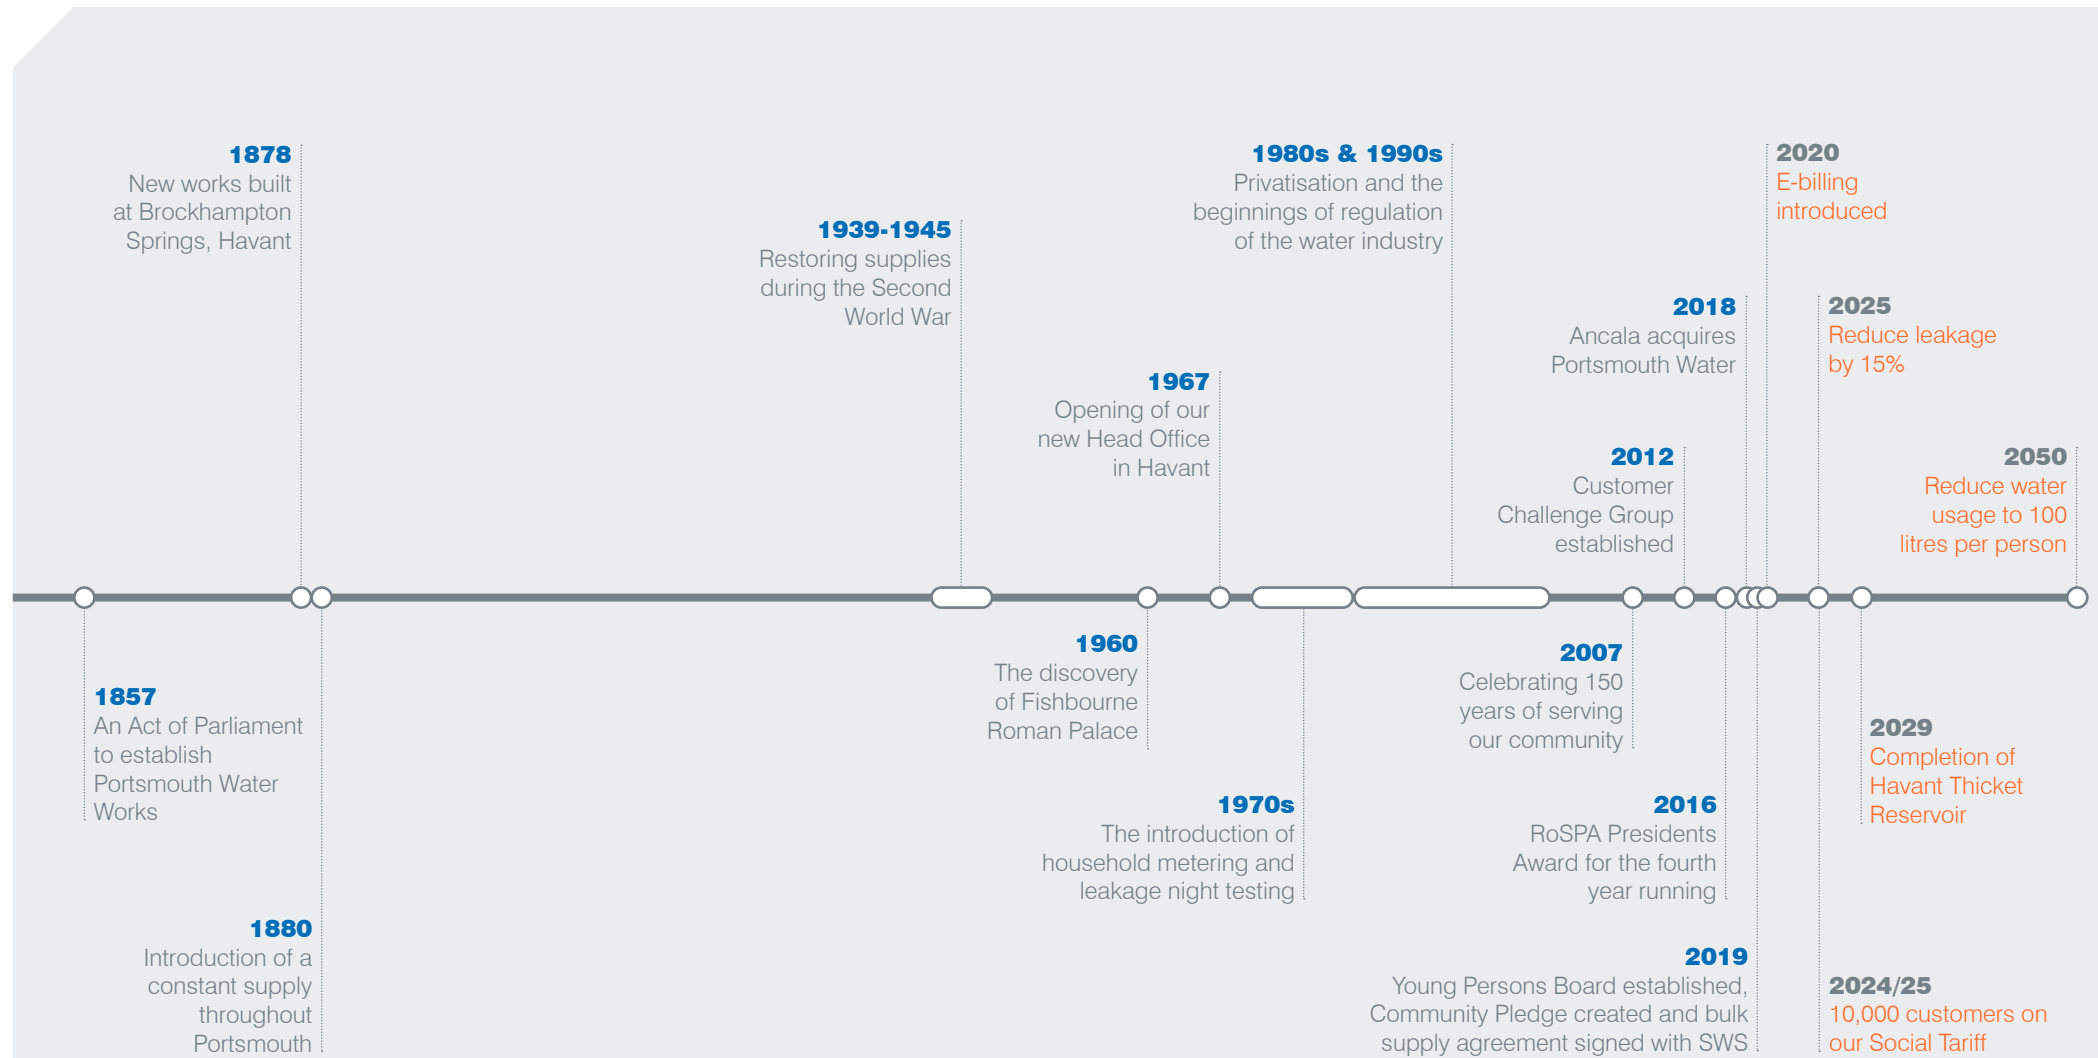 1878
New works built
at Brockhampton
Springs, Havant
1939-1945
Restoring supplies
during the Second
World War
1967
Opening of our
new Head Office
in Havant
1980s & 1990s
Privatisation and the
beginnings of regulation
of the water industry
2012
Customer
Challenge Group
established
2018
Ancala acquires
Portsmouth Water
2020
E-billing
introduced
2025
Reduce leakage
by 15%
2050
Reduce water
usage to 100
litres per person
1857
An Act of Parliament
to establish
Portsmouth Water
Works
1880
Introduction of a
constant supply
throughout
Portsmouth
1960
The discovery
of Fishbourne
Roman Palace
1970s
The introduction of
household metering and
leakage night testing
2007
Celebrating 150
years of serving
our community
2016
RoSPA Presidents
Award for the fourth
year running
2019
Young Persons Board established,
Community Pledge created and bulk
supply agreement signed with SWS
2024/25
10,000 customers on
our Social Tariff
2029
Completion of
Havant Thicket
Reservoir